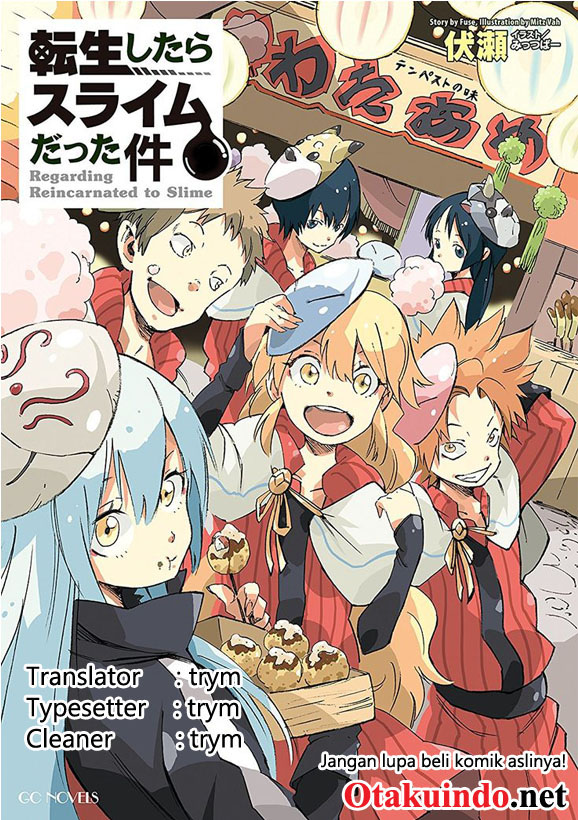 Story by Fuse, Illustration by Mitz Vah
伏瀬 イラスト/みっつばー
転生したら
スライム
だった件
Regarding
Reincarnated to Slime
テンペストの味
わたあめ
Translator : trym
Typesetter : trym
Cleaner : trym
Jangan lupa beli komik aslinya!
Otakuindo.net
GC NOVELS